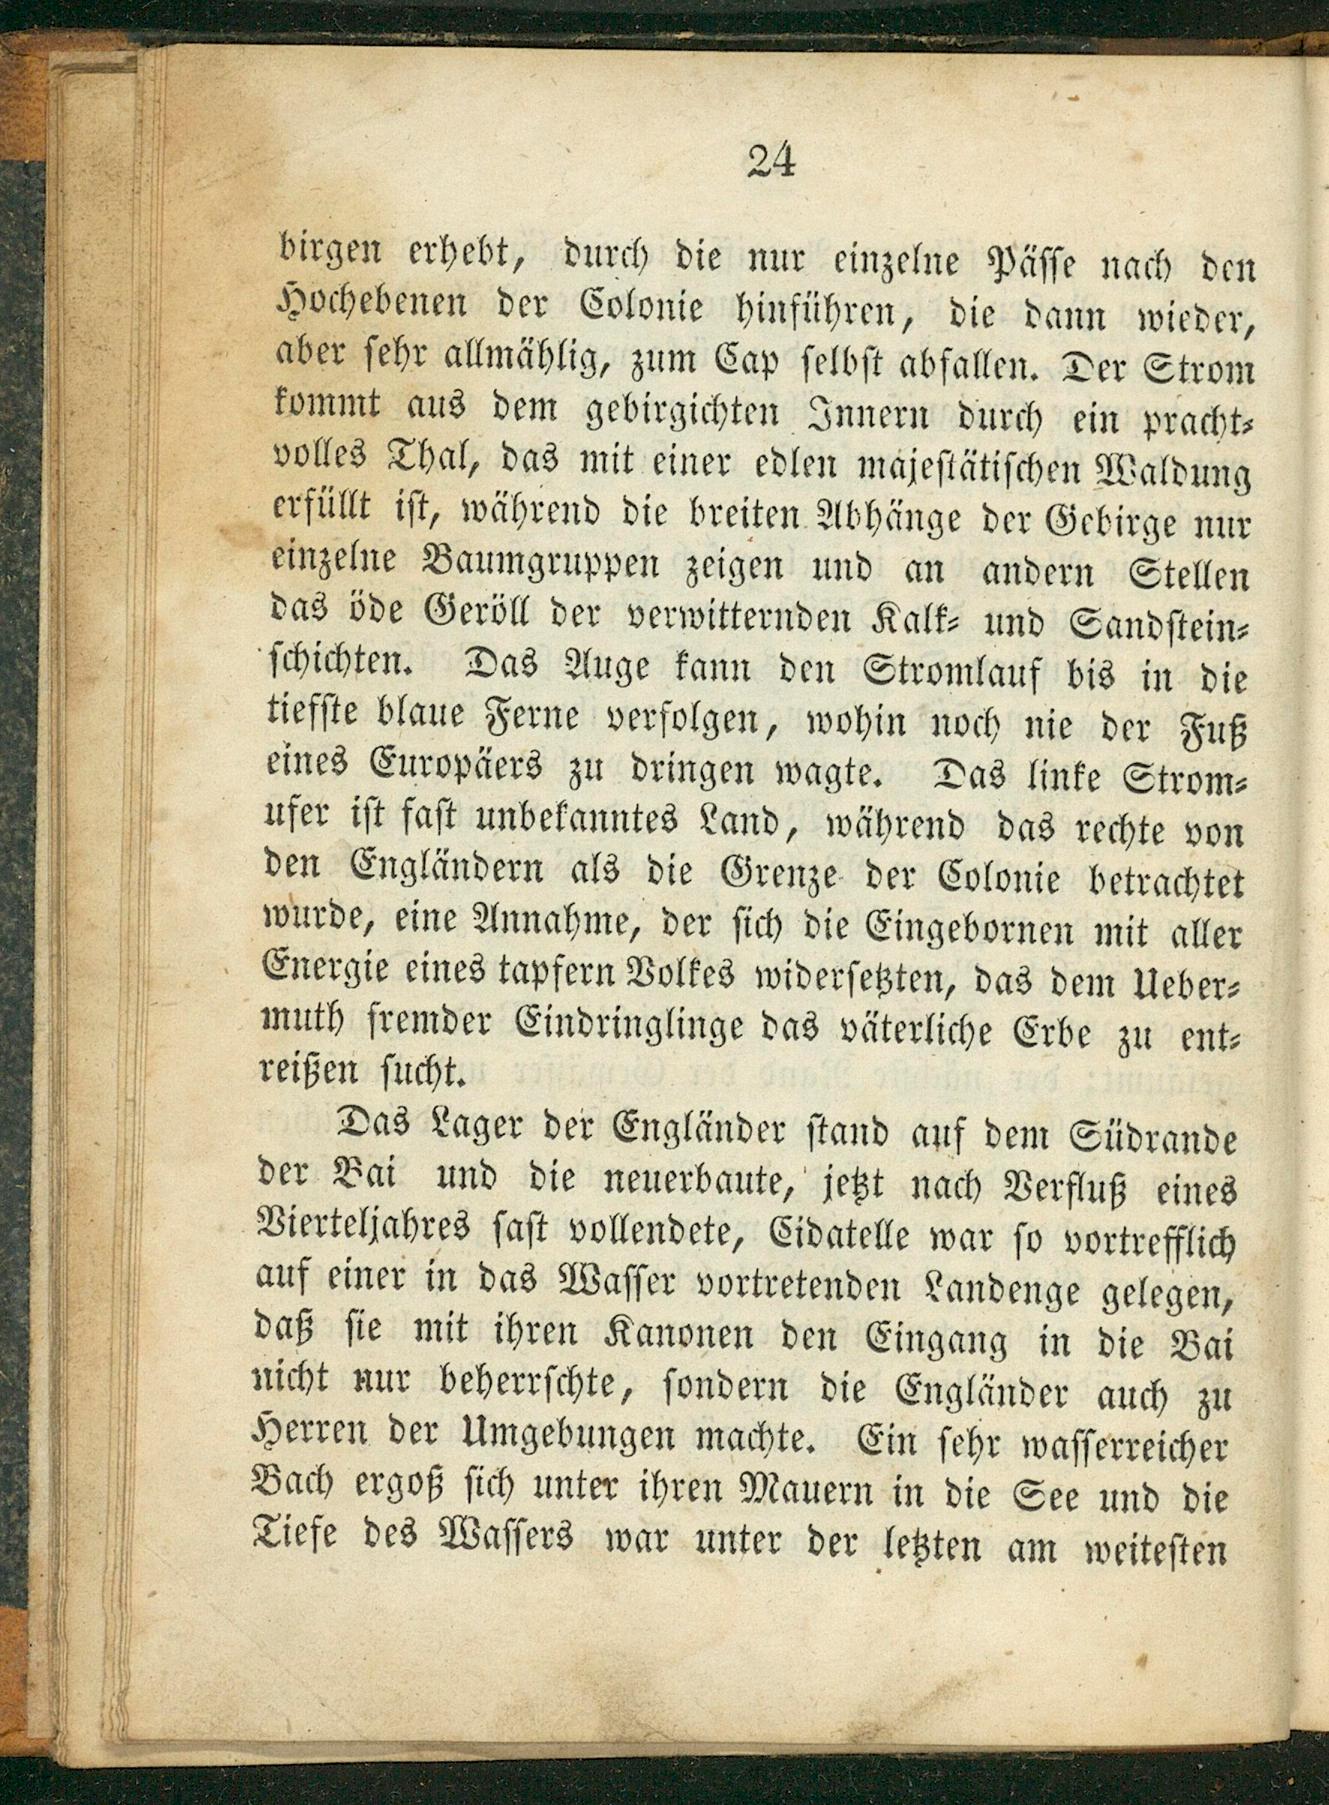 24
birgen erhebt, durch die nur einzelne Pässe nach den
Hochebenen der Colonie hinführen, die dann wieder,
aber sehr allmählig, zum Cap selbst abfallen. Der Strom
kommt aus dem gebirgichten Innern durch ein pracht-
volles Thal, das mit einer edlen majestätischen Waldung
erfüllt ist, während die breiten Abhänge der Gebirge nur
einzelne Baumgruppen zeigen und an andern Stellen
das öde Geröll der verwitternden Kalk- und Sandstein-
schichten. Das Auge kann den Stromlauf bis in die
tiefste blaue Ferne verfolgen, wohin noch nie der Fuß
eines Europäers zu dringen wagte. Das linke Strom-
ufer ist fast unbekanntes Land, während das rechte von
den Engländern als die Grenze der Colonie betrachtet
wurde, eine Annahme, der sich die Eingebornen mit aller
Energie eines tapfern Volkes widersetzten, das dem Ueber-
muth fremder Eindringlinge das väterliche Erbe zu ent-
reißen sucht.
Das Lager der Engländer stand auf dem Südrande
der Bai und die neuerbaute, jetzt nach Verfluß eines
Vierteljahres fast vollendete, Cidatelle war so vortrefflich
auf einer in das Wasser vortretenden Landenge gelegen,
daß sie mit ihren Kanonen den Eingang in die Bai
nicht nur beherrschte, sondern die Engländer auch zu
Herren der Umgebungen machte. Ein sehr wasserreicher
Bach ergoß sich unter ihren Mauern in die See und die
Tiefe des Wassers war unter der letzten am weitesten